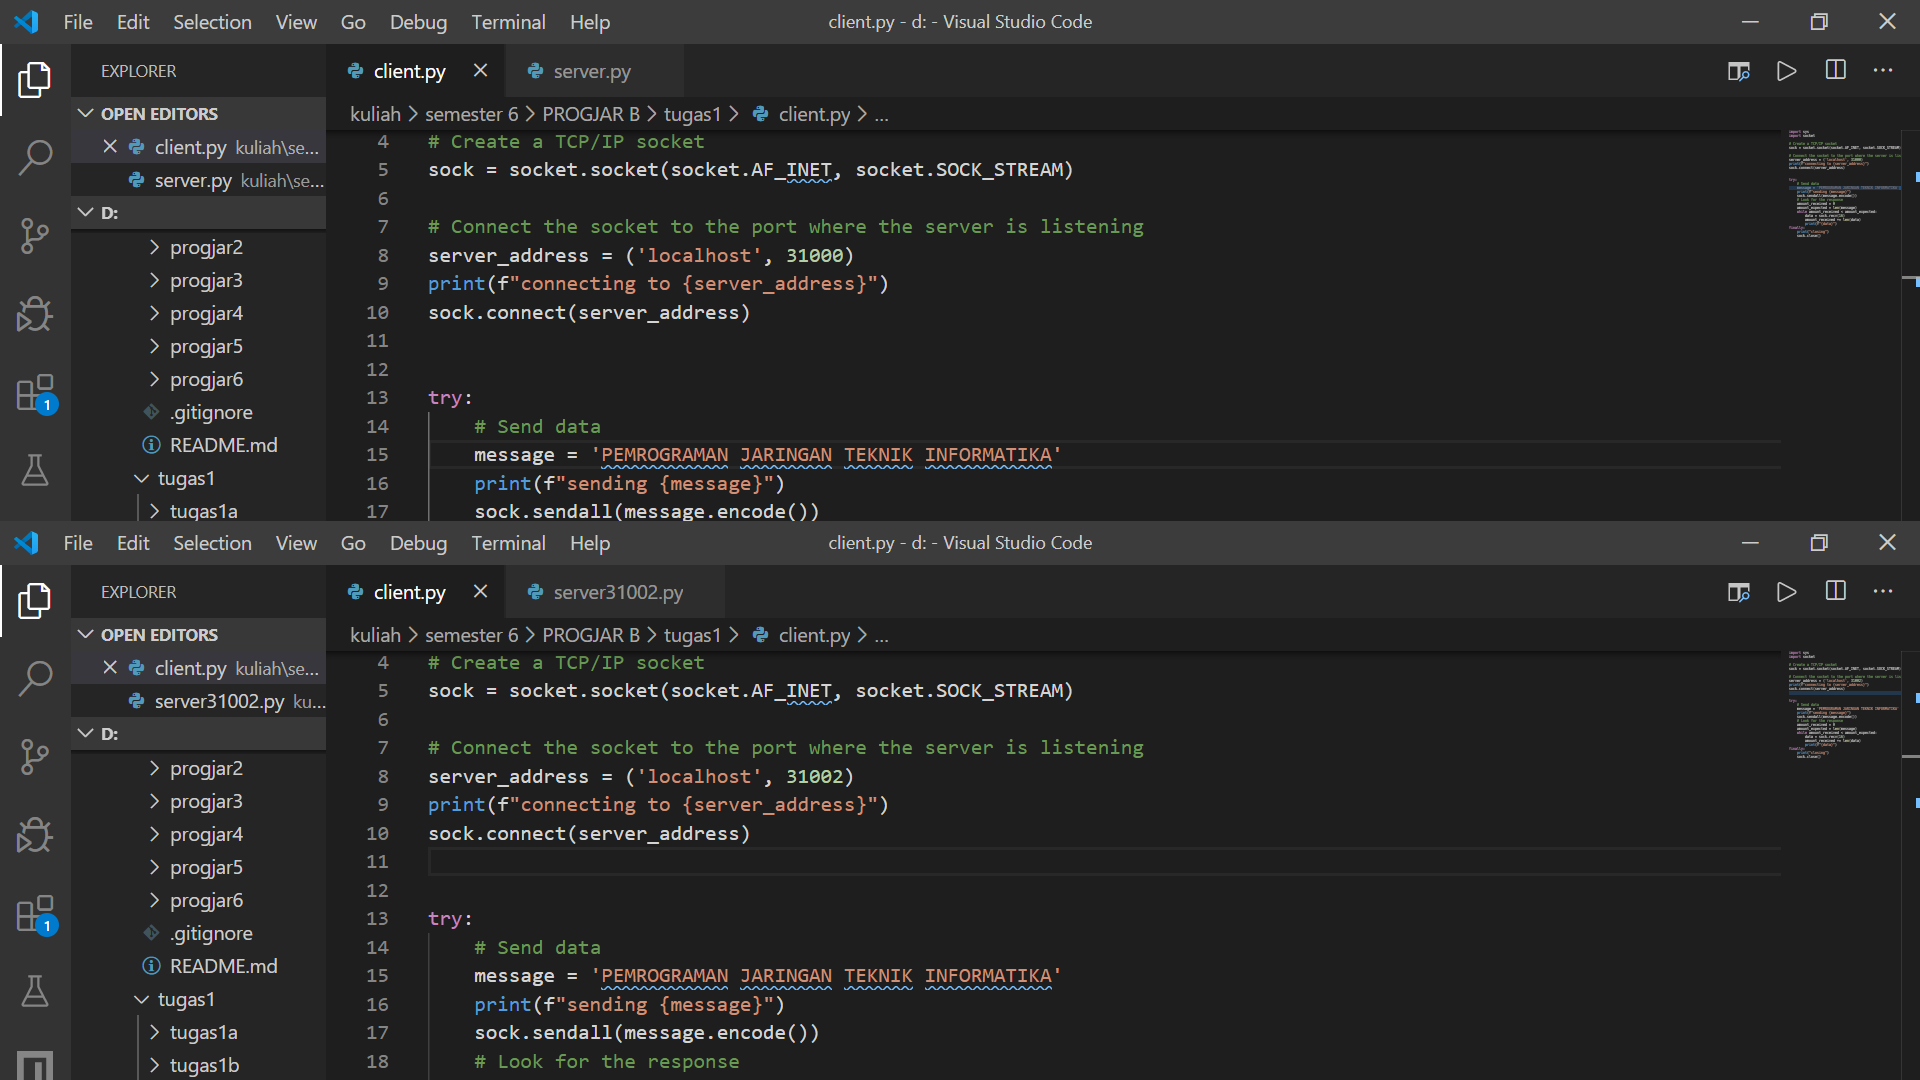 File Edit Selection View Go Debug Terminal Help client.py - d: - Visual Studio Code
EXPLORER client.py server.py
OPEN EDITORS kuliah > semester 6 > PROGJAR B > tugas1 > client.py > ...
client.py kuliah\se...
server.py kuliah\se...
D:
progjar2
progjar3
progjar4
progjar5
progjar6
.gitignore
README.md
tugas1
tugas1a
1
4 # Create a TCP/IP socket
5 sock = socket.socket(socket.AF_INET, socket.SOCK_STREAM)
6
7 # Connect the socket to the port where the server is listening
8 server_address = ('localhost', 31000)
9 print(f"connecting to {server_address}")
10 sock.connect(server_address)
11
12
13 try:
14 # Send data
15 message = 'PEMROGRAMAN JARINGAN TEKNIK INFORMATIKA'
16 print(f"sending {message}")
17 sock.sendall(message.encode())
File Edit Selection View Go Debug Terminal Help client.py - d: - Visual Studio Code
EXPLORER client.py server31002.py
OPEN EDITORS kuliah > semester 6 > PROGJAR B > tugas1 > client.py > ...
client.py kuliah\se...
server31002.py ku...
D:
progjar2
progjar3
progjar4
progjar5
progjar6
.gitignore
README.md
tugas1
tugas1a
tugas1b
1
4 # Create a TCP/IP socket
5 sock = socket.socket(socket.AF_INET, socket.SOCK_STREAM)
6
7 # Connect the socket to the port where the server is listening
8 server_address = ('localhost', 31002)
9 print(f"connecting to {server_address}")
10 sock.connect(server_address)
11
12
13 try:
14 # Send data
15 message = 'PEMROGRAMAN JARINGAN TEKNIK INFORMATIKA'
16 print(f"sending {message}")
17 sock.sendall(message.encode())
18 # Look for the response